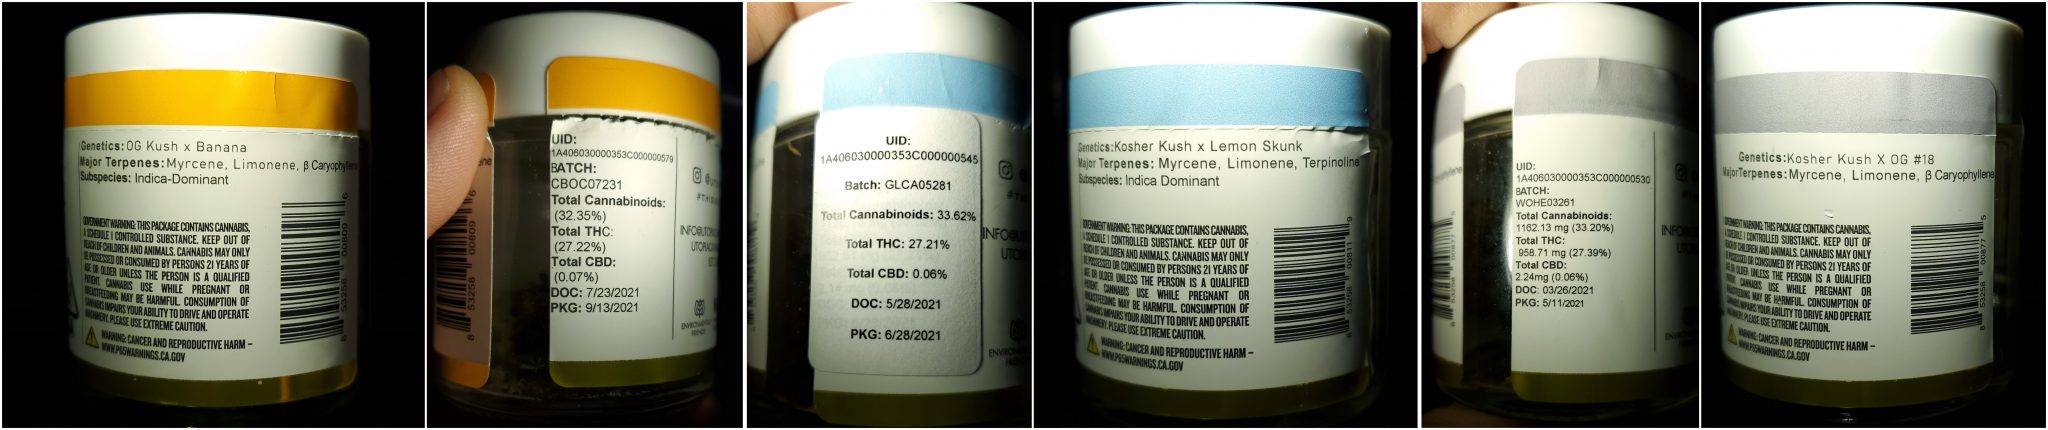 Genetics: OG Kush x Banana
Major Terpenes: Myrcene, Limonene, β Caryophyllene
Subspecies: Indica-Dominant
GOVERNMENT WARNING: THIS PACKAGE CONTAINS CANNABIS,
A SCHEDULE I CONTROLLED SUBSTANCE. KEEP OUT OF
REACH OF CHILDREN AND ANIMALS. CANNABIS MAY ONLY
BE POSSESSED OR CONSUMED BY PERSONS 21 YEARS OF
AGE OR OLDER UNLESS THE PERSON IS A QUALIFIED
PATIENT. CANNABIS USE WHILE PREGNANT OR
BREASTFEEDING MAY BE HARMFUL. CONSUMPTION OF
CANNABIS IMPAIRS YOUR ABILITY TO DRIVE AND OPERATE
MACHINERY. PLEASE USE EXTREME CAUTION.
WARNING: CANCER AND REPRODUCTIVE HARM –
WWW.P65WARNINGS.CA.GOV
8 53258 00809 6
UID:
1A406030000353C000000579
BATCH:
CBOC07231
Total Cannabinoids:
(32.35%)
Total THC:
(27.22%)
Total CBD:
(0.07%)
DOC: 7/23/2021
PKG: 9/13/2021
UID:
1A406030000353C000000545
Batch: GLCA05281
Total Cannabinoids: 33.62%
Total THC: 27.21%
Total CBD: 0.06%
DOC: 5/28/2021
PKG: 6/28/2021
Genetics:Kosher Kush x Lemon Skunk
Major Terpenes: Myrcene, Limonene, Terpinoline
Subspecies: Indica Dominant
GOVERNMENT WARNING: THIS PACKAGE CONTAINS CANNABIS,
A SCHEDULE I CONTROLLED SUBSTANCE. KEEP OUT OF
REACH OF CHILDREN AND ANIMALS. CANNABIS MAY ONLY
BE POSSESSED OR CONSUMED BY PERSONS 21 YEARS OF
AGE OR OLDER UNLESS THE PERSON IS A QUALIFIED
PATIENT. CANNABIS USE WHILE PREGNANT OR
BREASTFEEDING MAY BE HARMFUL. CONSUMPTION OF
CANNABIS IMPAIRS YOUR ABILITY TO DRIVE AND OPERATE
MACHINERY. PLEASE USE EXTREME CAUTION.
WARNING: CANCER AND REPRODUCTIVE HARM –
WWW.P65WARNINGS.CA.GOV
8 53258 00811 9
UID:
1A406030000353C000000530
BATCH:
WOHE03261
Total Cannabinoids:
1162.13 mg (33.20%)
Total THC:
958.71 mg (27.39%)
Total CBD:
2.24mg (0.06%)
DOC: 03/26/2021
PKG: 5/11/2021
Genetics:Kosher Kush X OG #18
MajorTerpenes:Myrcene, Limonene, β Caryophyllene
GOVERNMENT WARNING: THIS PACKAGE CONTAINS CANNABIS,
A SCHEDULE I CONTROLLED SUBSTANCE. KEEP OUT OF
REACH OF CHILDREN AND ANIMALS. CANNABIS MAY ONLY
BE POSSESSED OR CONSUMED BY PERSONS 21 YEARS OF
AGE OR OLDER UNLESS THE PERSON IS A QUALIFIED
PATIENT. CANNABIS USE WHILE PREGNANT OR
BREASTFEEDING MAY BE HARMFUL. CONSUMPTION OF
CANNABIS IMPAIRS YOUR ABILITY TO DRIVE AND OPERATE
MACHINERY. PLEASE USE EXTREME CAUTION.
WARNING: CANCER AND REPRODUCTIVE HARM –
WWW.P65WARNINGS.CA.GOV
8 53258 00877 5